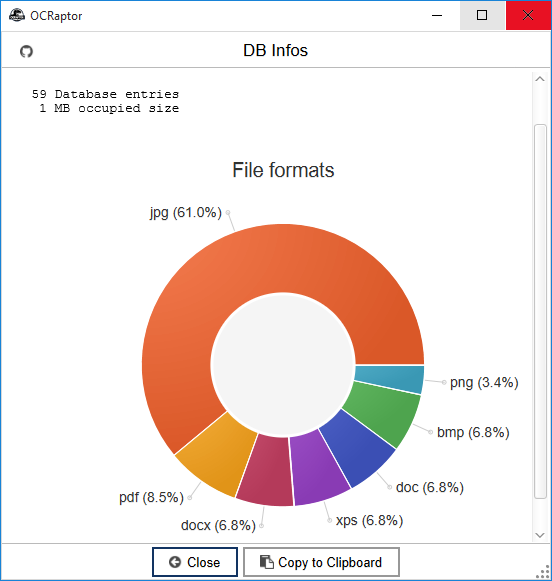 OCRaptor
DB Infos
59 Database entries
1 MB occupied size
File formats
jpg (61.0%)
png (3.4%)
bmp (6.8%)
doc (6.8%)
pdf (8.5%)
xps (6.8%)
docx (6.8%)
Close
Copy to Clipboard